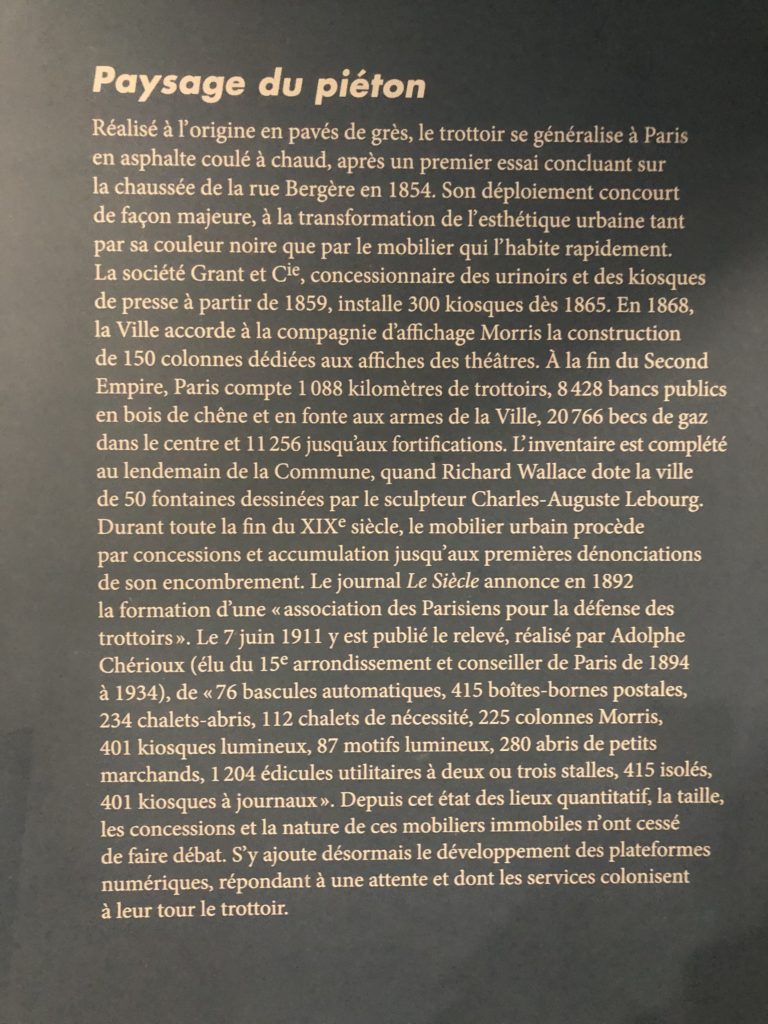 Paysage du piéton
Réalisé à l'origine en pavés de grès, le trottoir se généralise à Paris
en asphalte coulé à chaud, après un premier essai concluant sur
la chaussée de la rue Bergère en 1854. Son déploiement concourt
de façon majeure, à la transformation de l'esthétique urbaine tant
par sa couleur noire que par le mobilier qui l'habite rapidement.
La société Grant et Cie, concessionnaire des urinoirs et des kiosques
de presse à partir de 1859, installe 300 kiosques dès 1865. En 1868,
la Ville accorde à la compagnie d'affichage Morris la construction
de 150 colonnes dédiées aux affiches des théâtres. À la fin du Second
Empire, Paris compte 1 088 kilomètres de trottoirs, 8 428 bancs publics
en bois de chêne et en fonte aux armes de la Ville, 20 766 becs de gaz
dans le centre et 11 256 jusqu'aux fortifications. L'inventaire est complété
au lendemain de la Commune, quand Richard Wallace dote la ville
de 50 fontaines dessinées par le sculpteur Charles-Auguste Lebourg.
Durant toute la fin du XIXe siècle, le mobilier urbain procède
par concessions et accumulation jusqu'aux premières dénonciations
de son encombrement. Le journal Le Siècle annonce en 1892
la formation d'une « association des Parisiens pour la défense des
trottoirs ». Le 7 juin 1911 y est publié le relevé, réalisé par Adolphe
Chérioux (élu du 15e arrondissement et conseiller de Paris de 1894
à 1934), de « 76 bascules automatiques, 415 boîtes-bornes postales,
234 chalets-abris, 112 chalets de nécessité, 225 colonnes Morris,
401 kiosques lumineux, 87 motifs lumineux, 280 abris de petits
marchands, 1 204 édicules utilitaires à deux ou trois stalles, 415 isolés,
401 kiosques à journaux ». Depuis cet état des lieux quantitatif, la taille,
les concessions et la nature de ces mobiliers immobiles n'ont cessé
de faire débat. S'y ajoute désormais le développement des plateformes
numériques, répondant à une attente et dont les services colonisent
à leur tour le trottoir.